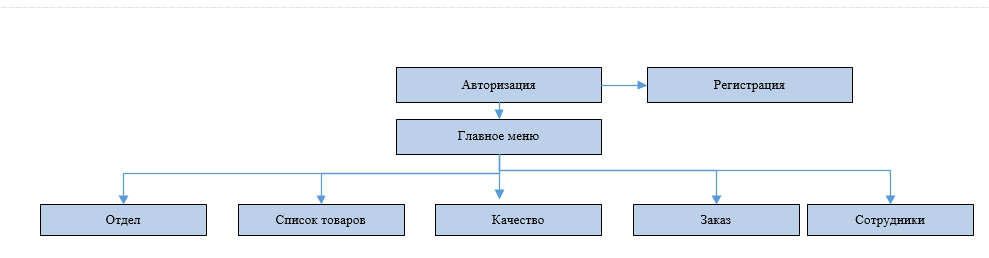 Авторизация
Регистрация
Главное меню
Отдел
Список товаров
Качество
Заказ
Сотрудники